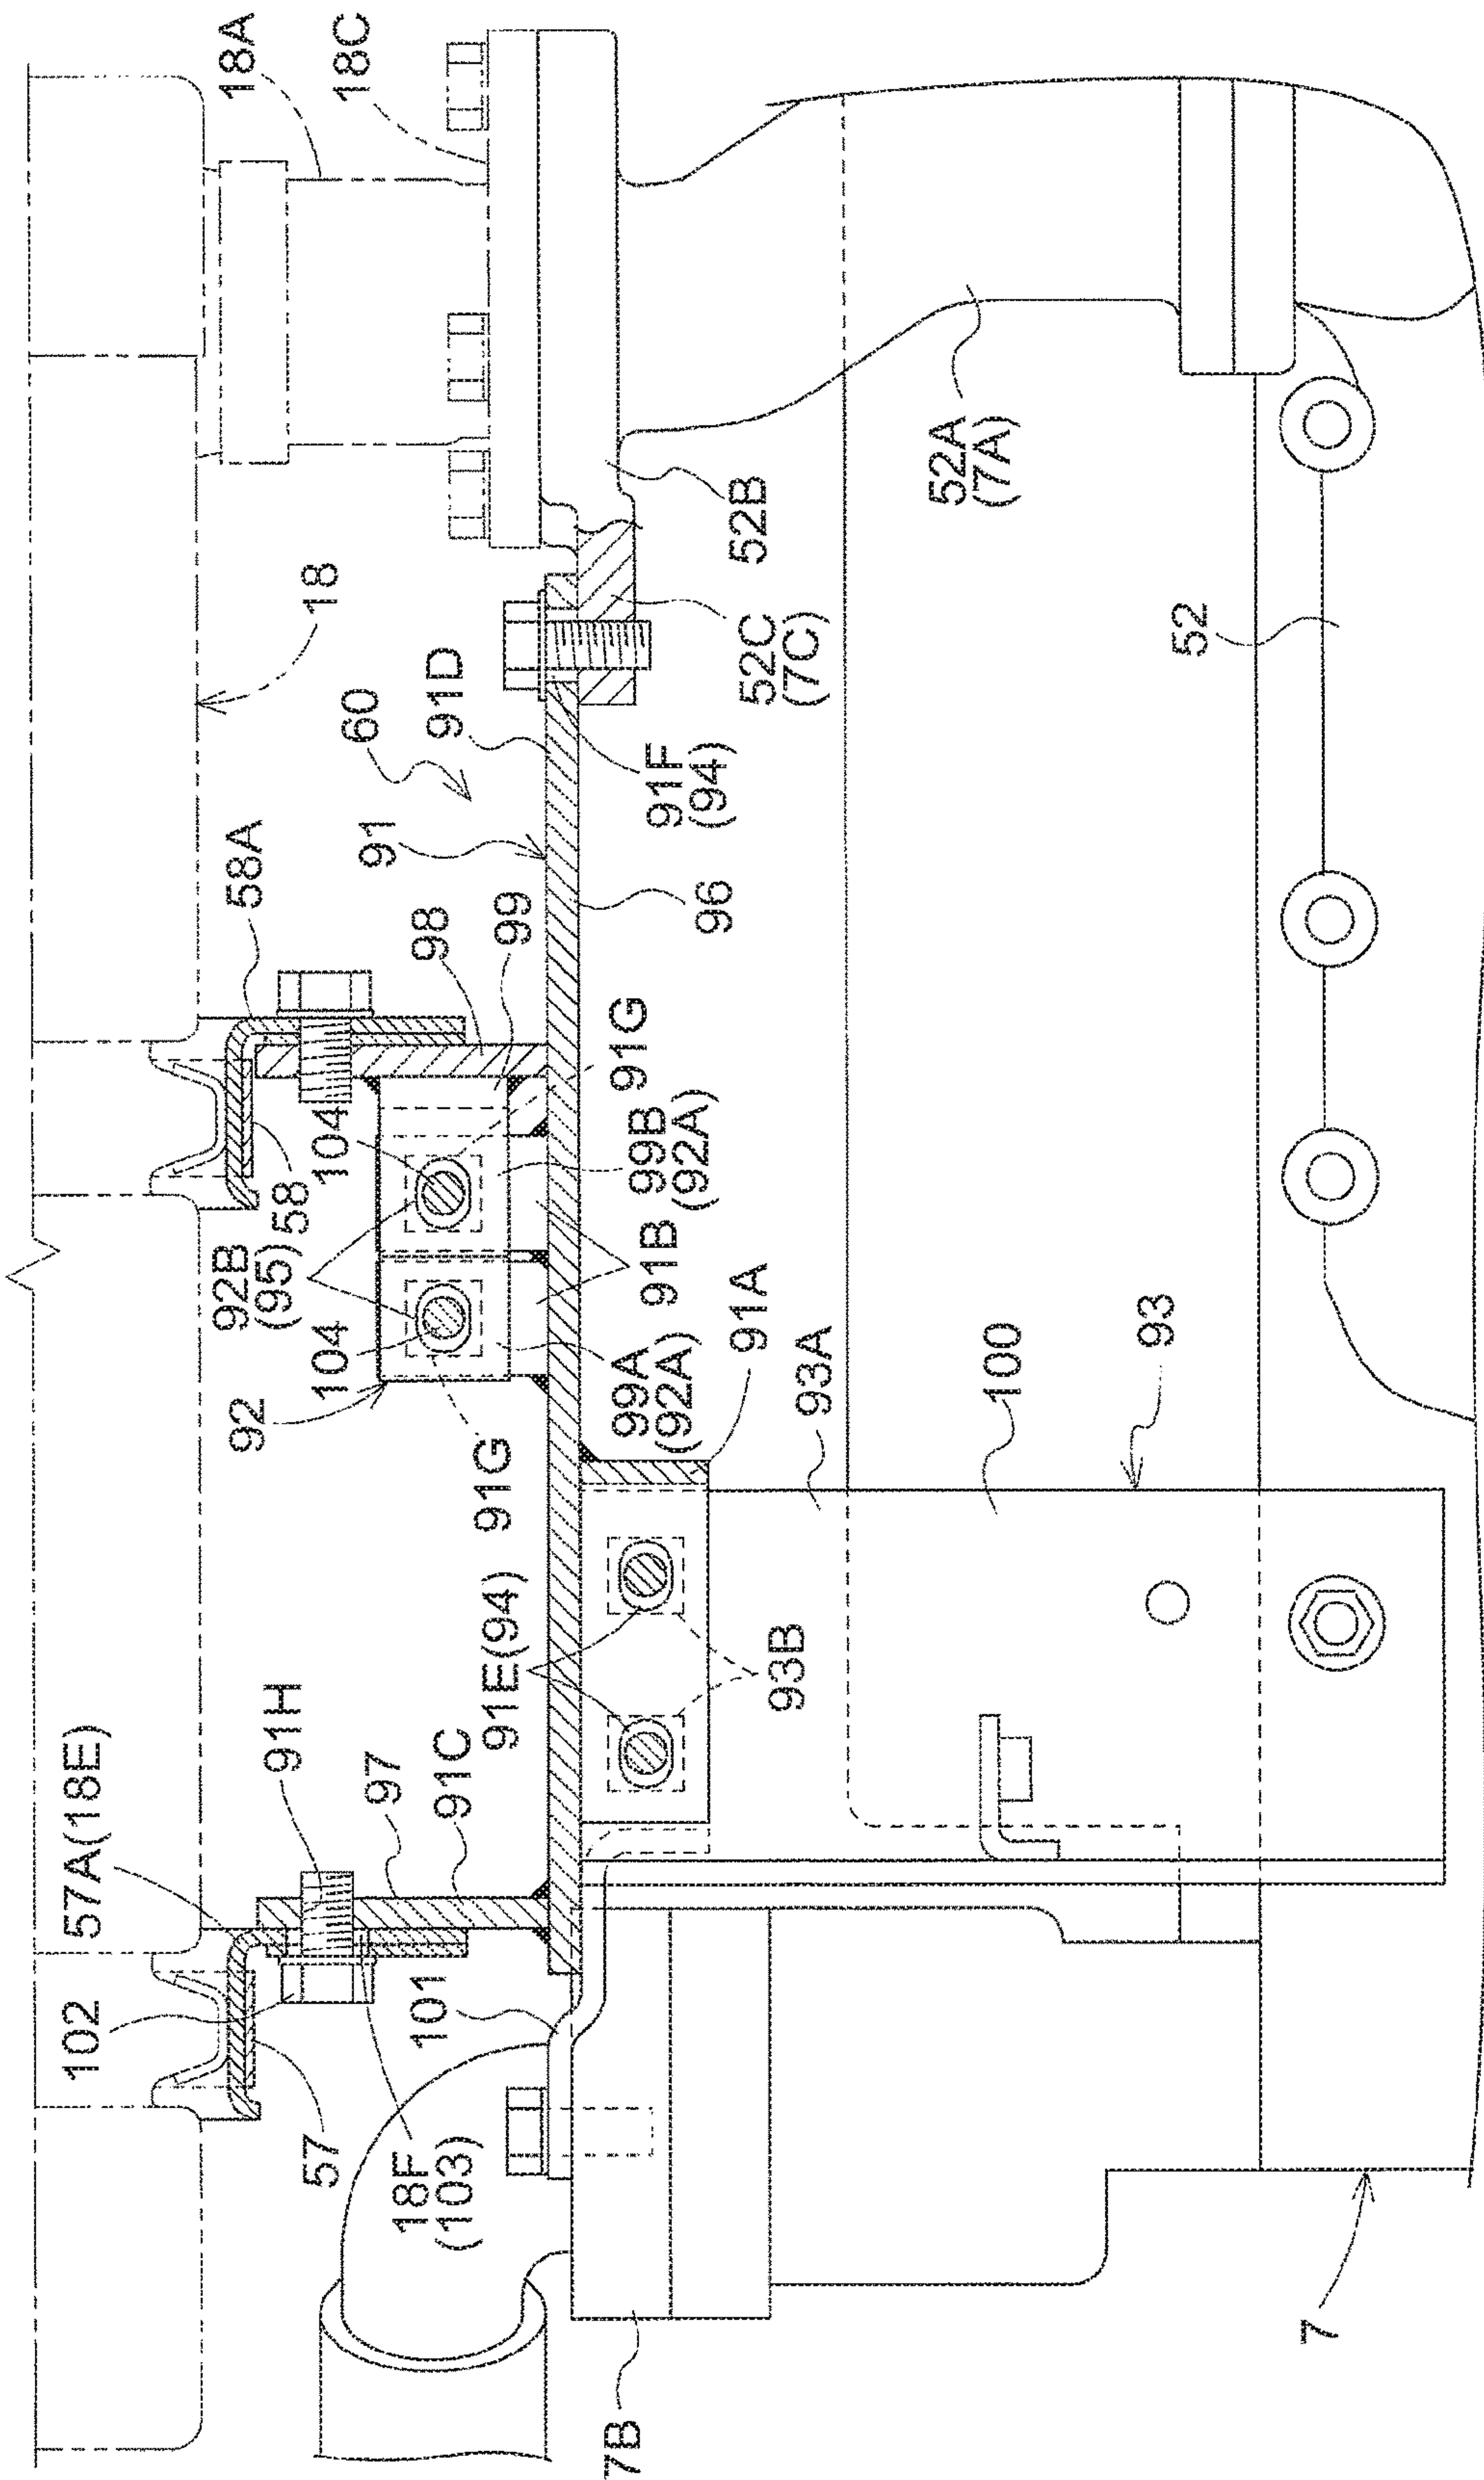 102
57A(18E)
92
92B
(95)
58A
18A
91H
58
57
104
104
18
60
18C
97
91
18F
(103)
101
91C
98
91D
91E(94)
91G
99
7B
99A
(92A)
91G
99B
(92A)
91B
91F
(94)
96
91A
52B
52C
(7C)
93B
93A
52A
(7A)
100
93
52
7